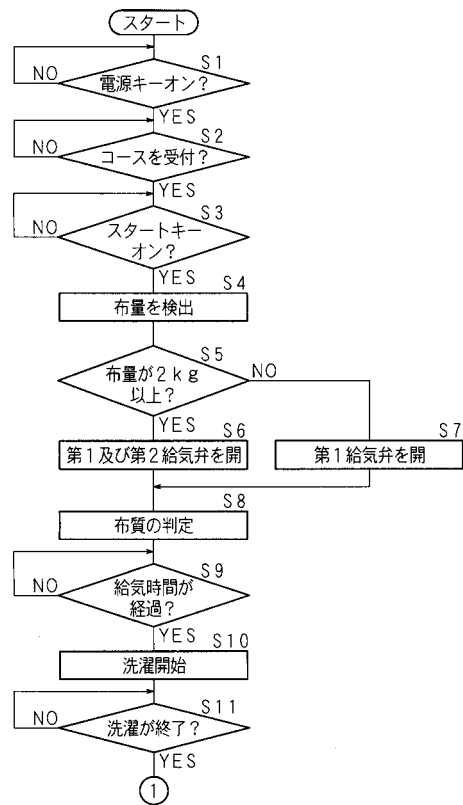 スタート
S1
電源キーオン?
NO
YES
S2
コースを受付?
NO
YES
S3
スタートキー
オン?
NO
YES
S4
布量を検出
S5
布量が2kg
以上?
NO
YES
S6
第1及び第2給気弁を開
S7
第1給気弁を開
S8
布質の判定
S9
給気時間が
経過?
NO
YES
S10
洗濯開始
S11
洗濯が終了?
NO
YES
1